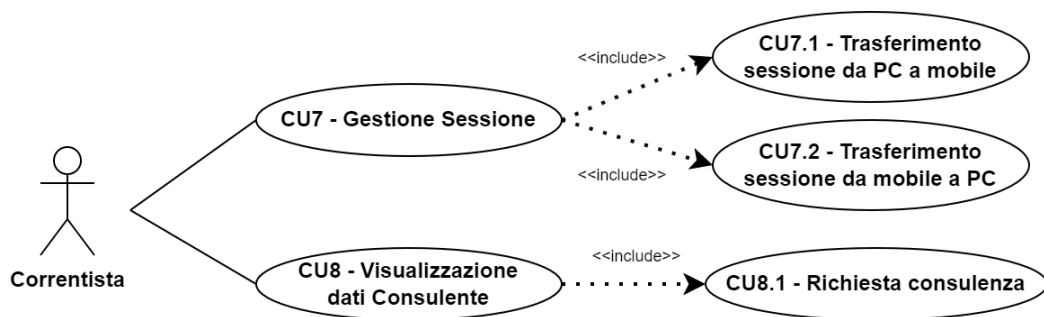 CU7.1 - Trasferimento
sessione da PC a mobile
<<include>>
CU7 - Gestione Sessione
CU7.2 - Trasferimento
sessione da mobile a PC
<<include>>
Correntista
CU8 - Visualizzazione
dati Consulente
<<include>>
CU8.1 - Richiesta consulenza